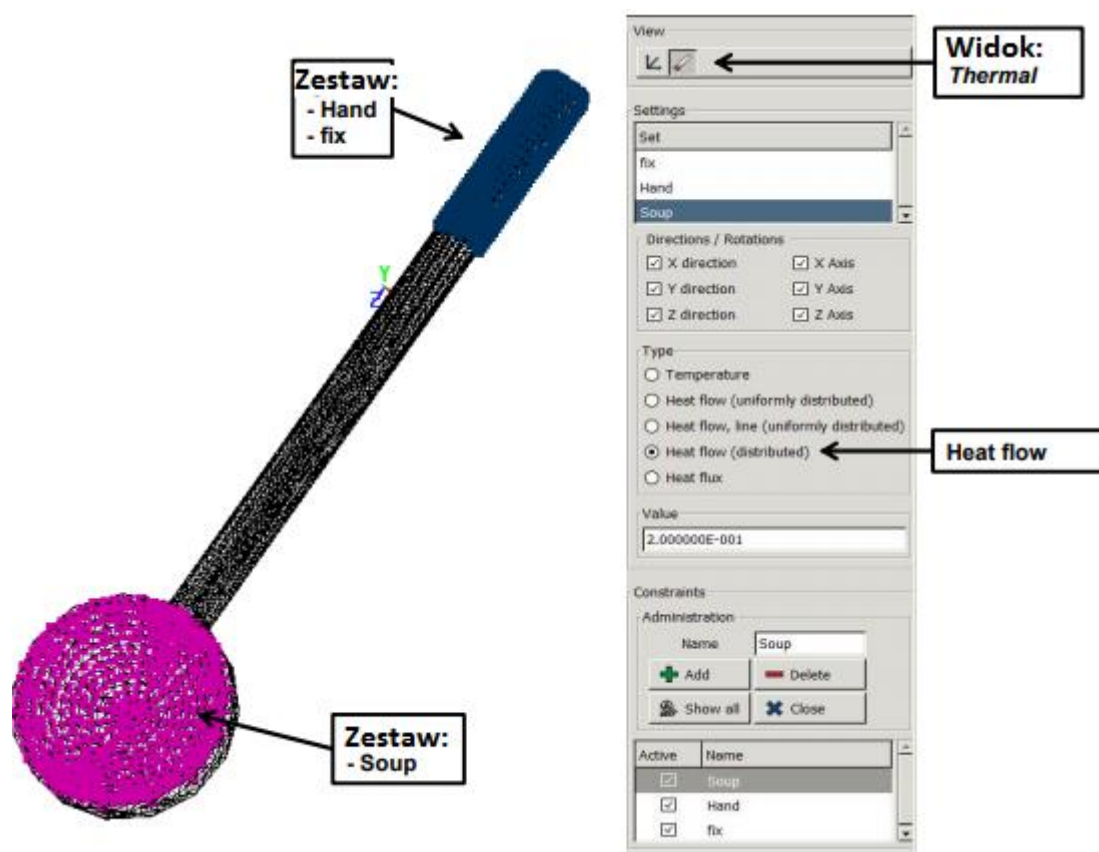 Zestaw:
- Hand
- fix
Y
Z
Zestaw:
- Soup
View
Widok:
Thermal
Settings
Set
fix
Hand
Soup
Directions / Rotations
X direction X Axis
Y direction Y Axis
Z direction Z Axis
Type
Temperature
Heat flow (uniformly distributed)
Heat flow, line (uniformly distributed)
Heat flow (distributed)
Heat flow
Heat flux
Value
2.000000E-001
Constraints
Administration
Name Soup
Add Delete
Show all Close
Active Name
Soup
Hand
fix